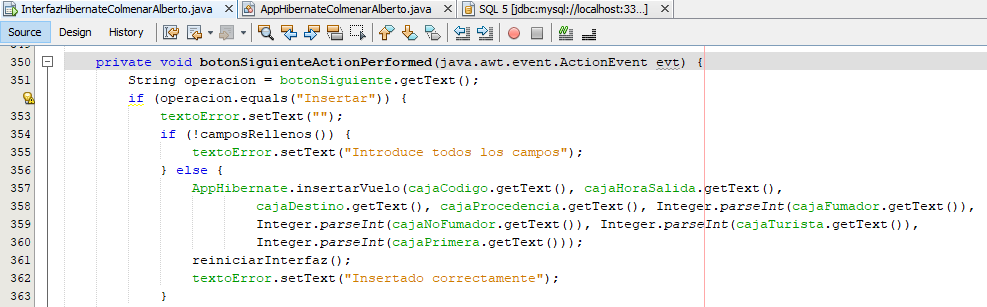 InterfazHibernateColmenarAlberto.java AppHibernateColmenarAlberto.java SQL 5 [jdbc:mysql://localhost:33...]
Source Design History
350 private void botonSiguienteActionPerformed(java.awt.event.ActionEvent evt) {
351 String operacion = botonSiguiente.getText();
if (operacion.equals("Insertar")) {
353 textoError.setText("");
354 if (!camposRellenos()) {
355 textoError.setText("Introduce todos los campos");
356 } else {
357 AppHibernate.insertarVuelo(cajaCodigo.getText(), cajaHoraSalida.getText(),
358 cajaDestino.getText(), cajaProcedencia.getText(), Integer.parseInt(cajaFumador.getText()),
359 Integer.parseInt(cajaNoFumador.getText()), Integer.parseInt(cajaTurista.getText()),
360 Integer.parseInt(cajaPrimera.getText()));
361 reiniciarInterfaz();
362 textoError.setText("Insertado correctamente");
363 }